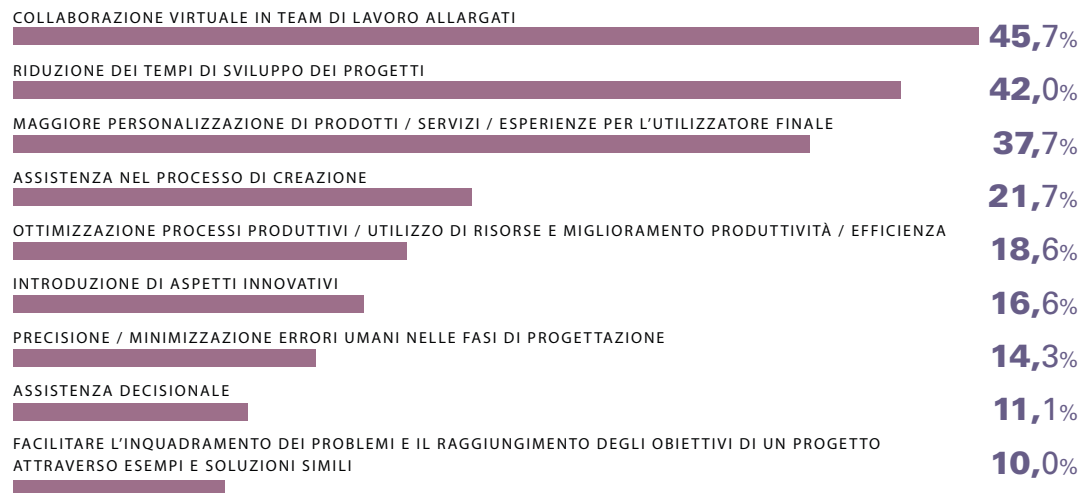 COLLABORAZIONE VIRTUALE IN TEAM DI LAVORO ALLARGATI
45,7%
RIDUZIONE DEI TEMPI DI SVILUPPO DEI PROGETTI
42,0%
MAGGIORE PERSONALIZZAZIONE DI PRODOTTI / SERVIZI / ESPERIENZE PER L’UTILIZZATORE FINALE
37,7%
ASSISTENZA NEL PROCESSO DI CREAZIONE
21,7%
OTTIMIZZAZIONE PROCESSI PRODUTTIVI / UTILIZZO DI RISORSE E MIGLIORAMENTO PRODUTTIVITÀ / EFFICIENZA
18,6%
INTRODUZIONE DI ASPETTI INNOVATIVI
16,6%
PRECISIONE / MINIMIZZAZIONE ERRORI UMANI NELLE FASI DI PROGETTAZIONE
14,3%
ASSISTENZA DECISIONALE
11,1%
FACILITARE L’INQUADRAMENTO DEI PROBLEMI E IL RAGGIUNGIMENTO DEGLI OBIETTIVI DI UN PROGETTO
ATTRAVERSO ESEMPI E SOLUZIONI SIMILI
10,0%